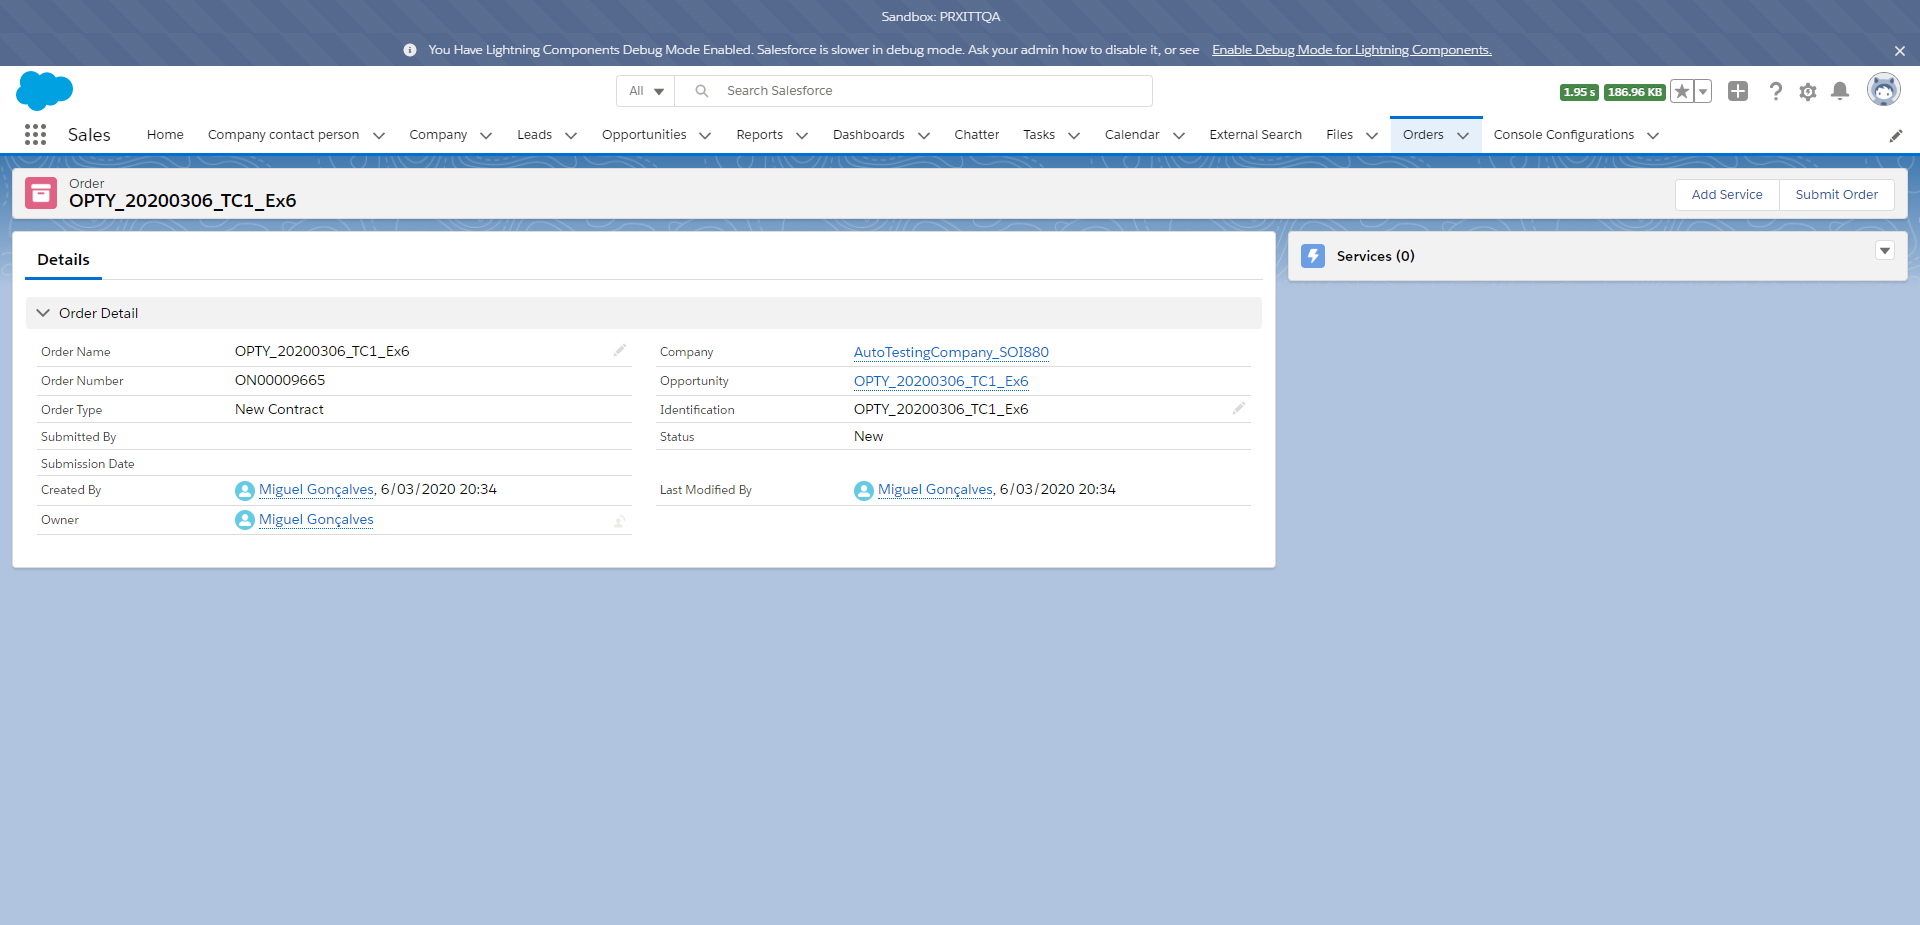 Sandbox: PRXITTQA
You Have Lightning Components Debug Mode Enabled. Salesforce is slower in debug mode. Ask your admin how to disable it, or see Enable Debug Mode for Lightning Components.
All Search Salesforce 1.95 s 186.96 KB
Sales Home Company contact person Company Leads Opportunities Reports Dashboards Chatter Tasks Calendar External Search Files Orders Console Configurations
Order
OPTY_20200306_TC1_Ex6
Add Service Submit Order
Details
Order Detail
Order Name OPTY_20200306_TC1_Ex6 Company AutoTestingCompany_SOI880
Order Number ON00009665 Opportunity OPTY_20200306_TC1_Ex6
Order Type New Contract Identification OPTY_20200306_TC1_Ex6
Submitted By Status New
Submission Date
Created By Miguel Gonçalves, 6/03/2020 20:34 Last Modified By Miguel Gonçalves, 6/03/2020 20:34
Owner Miguel Gonçalves
Services (0)